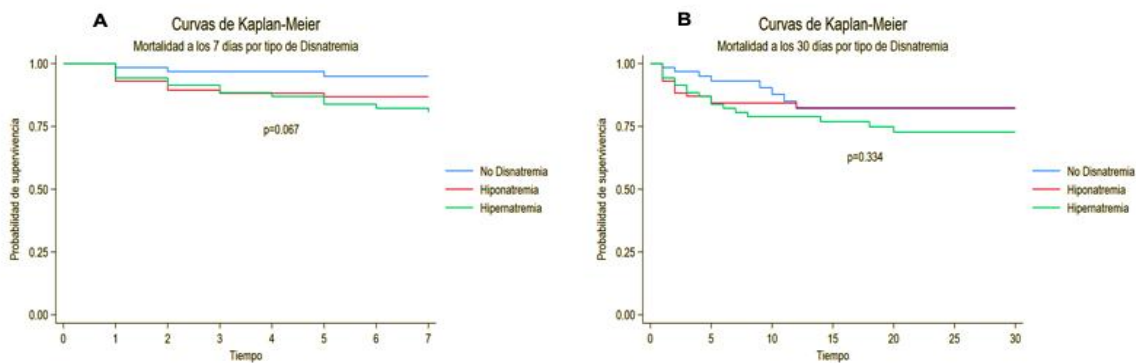 A
Curvas de Kaplan-Meier
Mortalidad a los 7 días por tipo de Disnatremia
Probabilidad de supervivencia
1.00
0.75
0.50
0.25
0.00
p=0.067
No Disnatremia
Hiponatremia
Hipernatremia
0 1 2 3 4 5 6 7
Tiempo
B
Curvas de Kaplan-Meier
Mortalidad a los 30 días por tipo de Disnatremia
Probabilidad de supervivencia
1.00
0.75
0.50
0.25
0.00
p=0.334
No Disnatremia
Hiponatremia
Hipernatremia
0 5 10 15 20 25 30
Tiempo